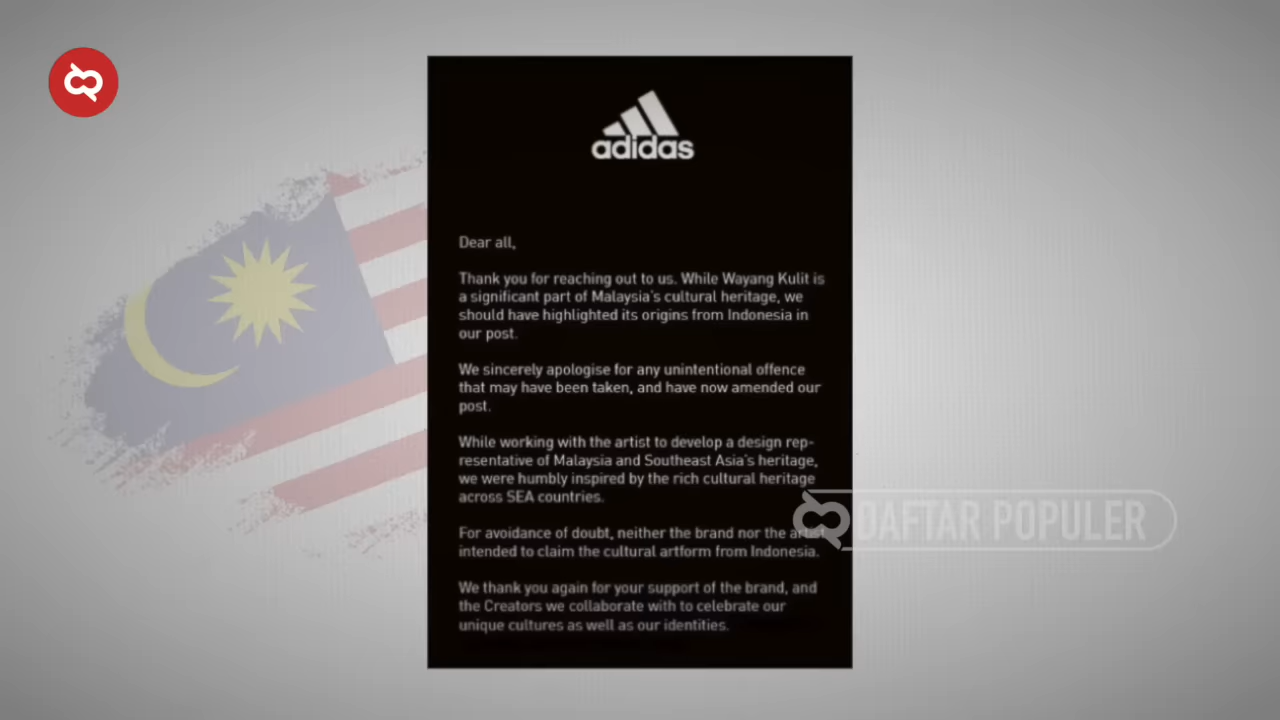 adidas
Dear all,
Thank you for reaching out to us. While Wayang Kulit is
a significant part of Malaysia's cultural heritage, we
should have highlighted its origins from Indonesia in
our post.
We sincerely apologise for any unintentional offence
that may have been taken, and have now amended our
post.
While working with the artist to develop a design rep-
resentative of Malaysia and Southeast Asia's heritage,
we were humbly inspired by the rich cultural heritage
across SEA countries.
For avoidance of doubt, neither the brand nor the artist
intended to claim the cultural artform from Indonesia.
We thank you again for your support of the brand, and
the Creators we collaborate with to celebrate our
unique cultures as well as our identities.
DAFTAR POPULER